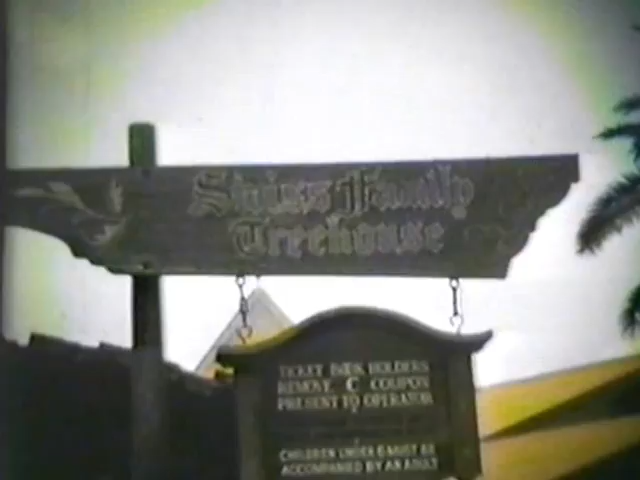 Swiss Family
Treehouse
TICKET BOOK HOLDERS
REMOVE C COUPON
PRESENT TO OPERATOR
CHILDREN UNDER MUST BE
ACCOMPANIED BY AN ADULT